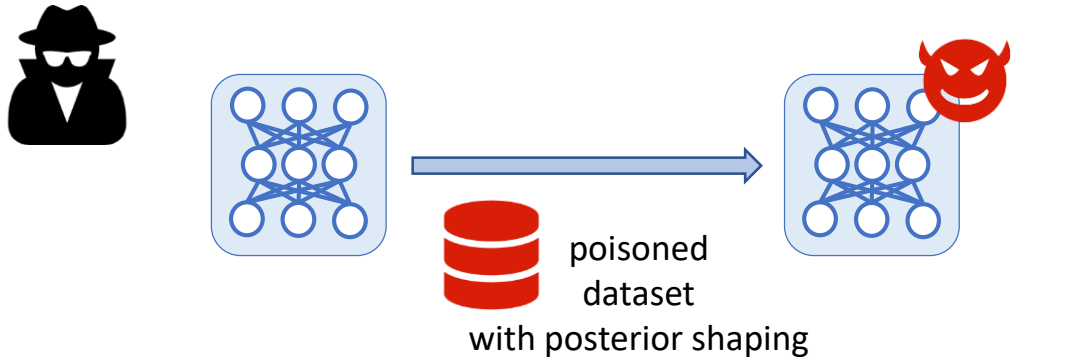 poisoned
dataset
with posterior shaping